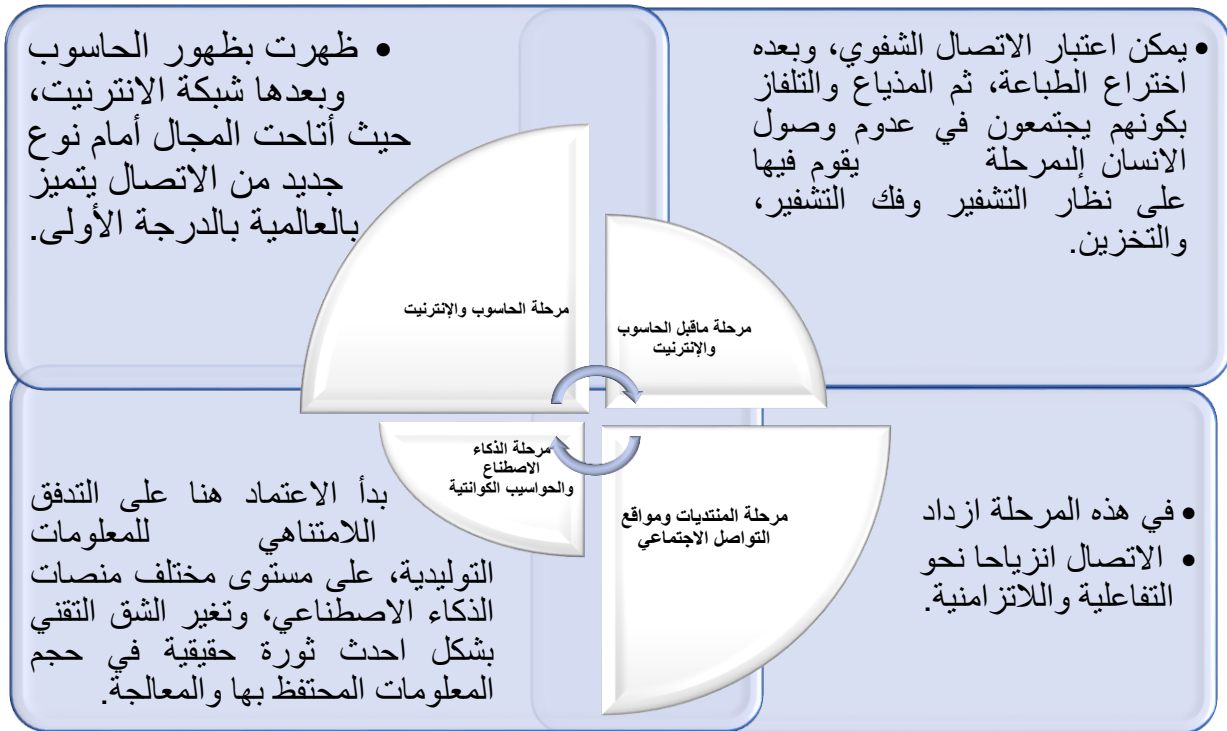 • يمكن اعتبار الاتصال الشفوي، وبعده
اختراع الطباعة، ثم المذياع والتلفاز
بكونهم يجتمعون في عدوم وصول
الانسان إلىمرحلة يقوم فيها
على نظار التشفير وفك التشفير،
والتخزين.
مرحلة ماقبل الحاسوب
والإنترنيت
• ظهرت بظهور الحاسوب
وبعدها شبكة الانترنيت،
حيث أتاحت المجال أمام نوع
جديد من الاتصال يتميز
بالعالمية بالدرجة الأولى.
مرحلة الحاسوب والإنترنيت
• في هذه المرحلة ازداد
• الاتصال انزياحا نحو
التفاعلية واللاتزامنية.
مرحلة المنتديات ومواقع
التواصل الاجتماعي
بدأ الاعتماد هنا على التدفق
اللامتناهي للمعلومات
التوليدية، على مستوى مختلف منصات
الذكاء الاصطناعي، وتغير الشق التقني
بشكل احدث ثورة حقيقية في حجم
المعلومات المحتفظ بها والمعالجة.
مرحلة الذكاء
الاصطناع
والحواسيب الكوانتية